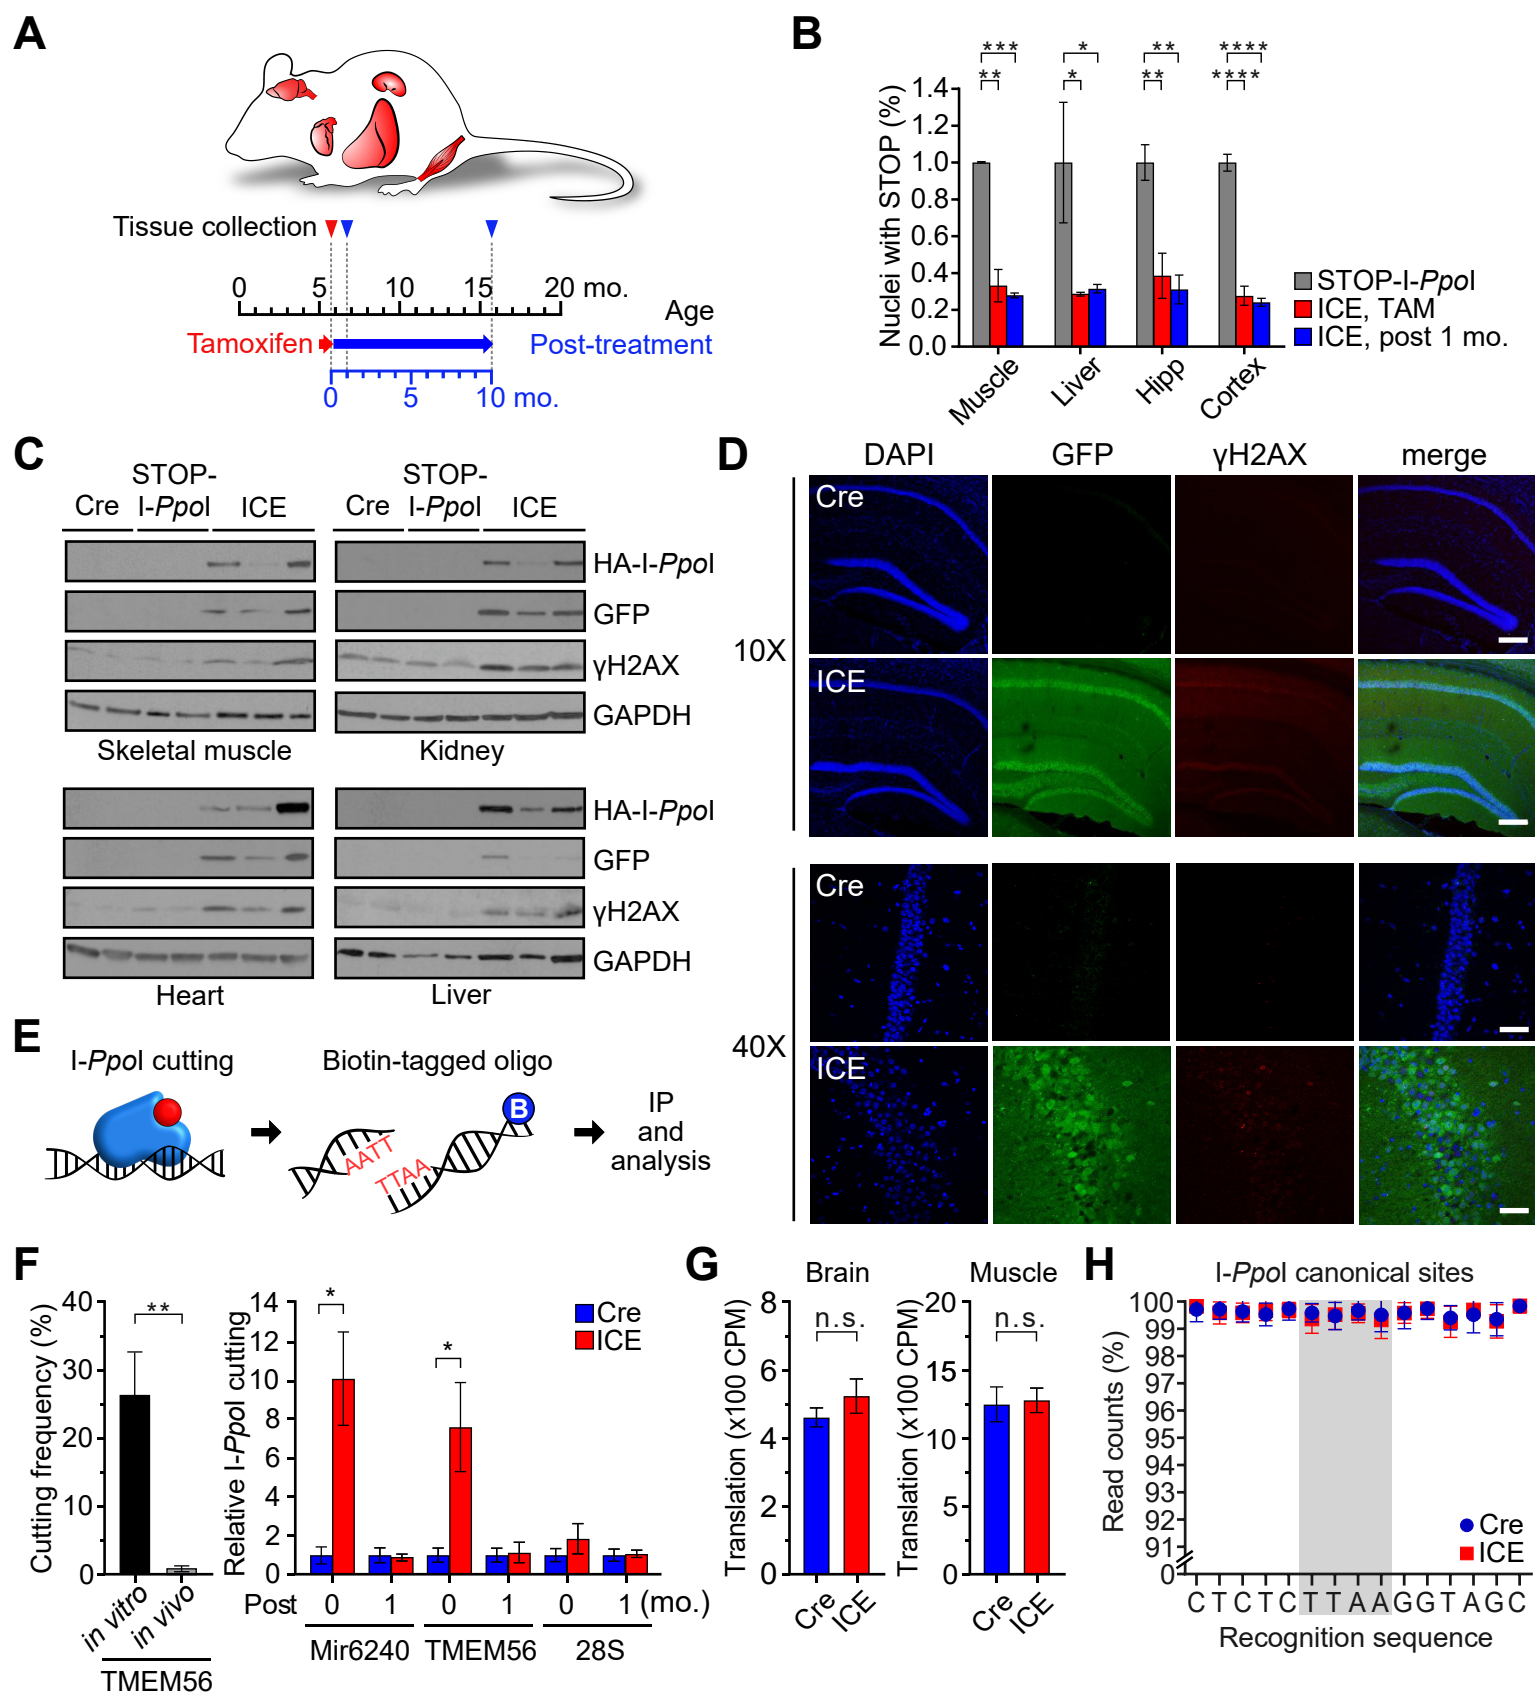 A
Tissue collection
0 5 10 15 20 mo.
Age
Tamoxifen
Post-treatment
0 5 10 mo.
B
*** * ** ****
** * ** ****
Nuclei with STOP (%)
1.4
1.2
1.0
0.8
0.6
0.4
0.2
0.0
Muscle
Liver
Hipp
Cortex
STOP-I-PpoI
ICE, TAM
ICE, post 1 mo.
C
Cre
STOP-
I-PpoI
ICE
Cre
STOP-
I-PpoI
ICE
HA-I-PpoI
GFP
γH2AX
GAPDH
Skeletal muscle
Kidney
HA-I-PpoI
GFP
γH2AX
GAPDH
Heart
Liver
D
DAPI GFP γH2AX merge
10X
Cre
ICE
40X
Cre
ICE
E
I-PpoI cutting
Biotin-tagged oligo
AATT
TTAA
B
IP
and
analysis
F
Cutting frequency (%)
40
30
20
10
0
**
in vitro
in vivo
TMEM56
Relative I-PpoI cutting
14
12
10
8
6
4
2
0
*
*
Cre
ICE
Post 0 1 0 1 0 1 (mo.)
Mir6240 TMEM56 28S
G
Brain
Translation (x100 CPM)
8
6
4
2
0
n.s.
Cre
ICE
Muscle
Translation (x100 CPM)
20
15
10
5
0
n.s.
Cre
ICE
H
I-PpoI canonical sites
Read counts (%)
100
99
98
97
96
95
94
93
92
91
0
Cre
ICE
C T C T C T T A A G G T A G C
Recognition sequence